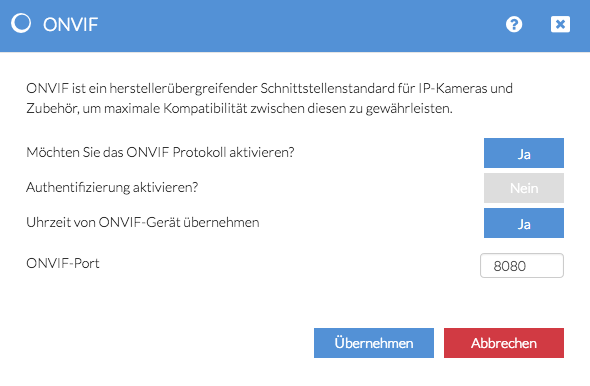 ONVIF
ONVIF ist ein herstellerübergreifender Schnittstellenstandard für IP-Kameras und
Zubehör, um maximale Kompatibilität zwischen diesen zu gewährleisten.
Möchten Sie das ONVIF Protokoll aktivieren? Ja
Authentifizierung aktivieren? Nein
Uhrzeit von ONVIF-Gerät übernehmen Ja
ONVIF-Port 8080
Übernehmen Abbrechen